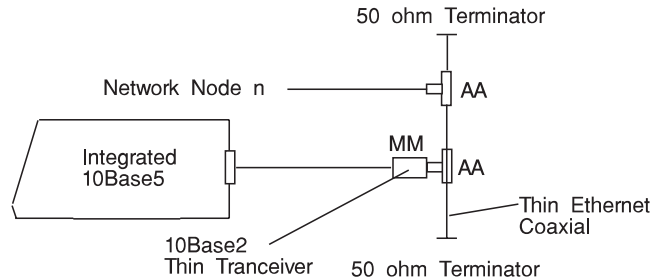 50 ohm Terminator
Network Node n
AA
MM
Integrated
10Base5
AA
Thin Ethernet
Coaxial
10Base2
Thin Tranceiver
50 ohm Terminator